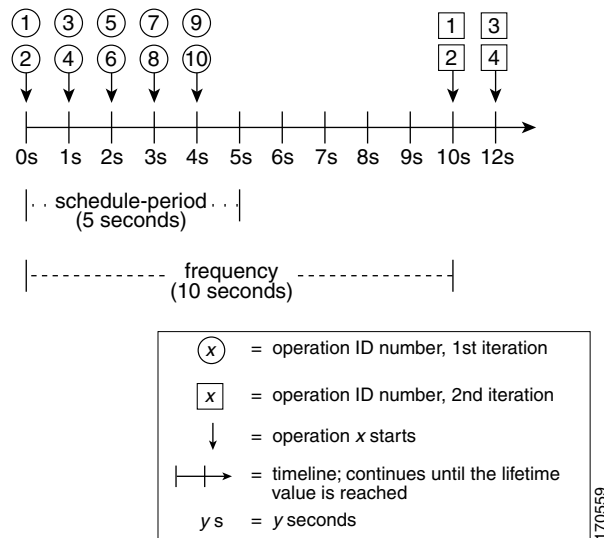 1 3 5 7 9 1 3
2 4 6 8 10 2 4
0s 1s 2s 3s 4s 5s 6s 7s 8s 9s 10s 12s
schedule-period
(5 seconds)
frequency
(10 seconds)
x = operation ID number, 1st iteration
x = operation ID number, 2nd iteration
= operation x starts
= timeline; continues until the lifetime
value is reached
y s = y seconds
170559